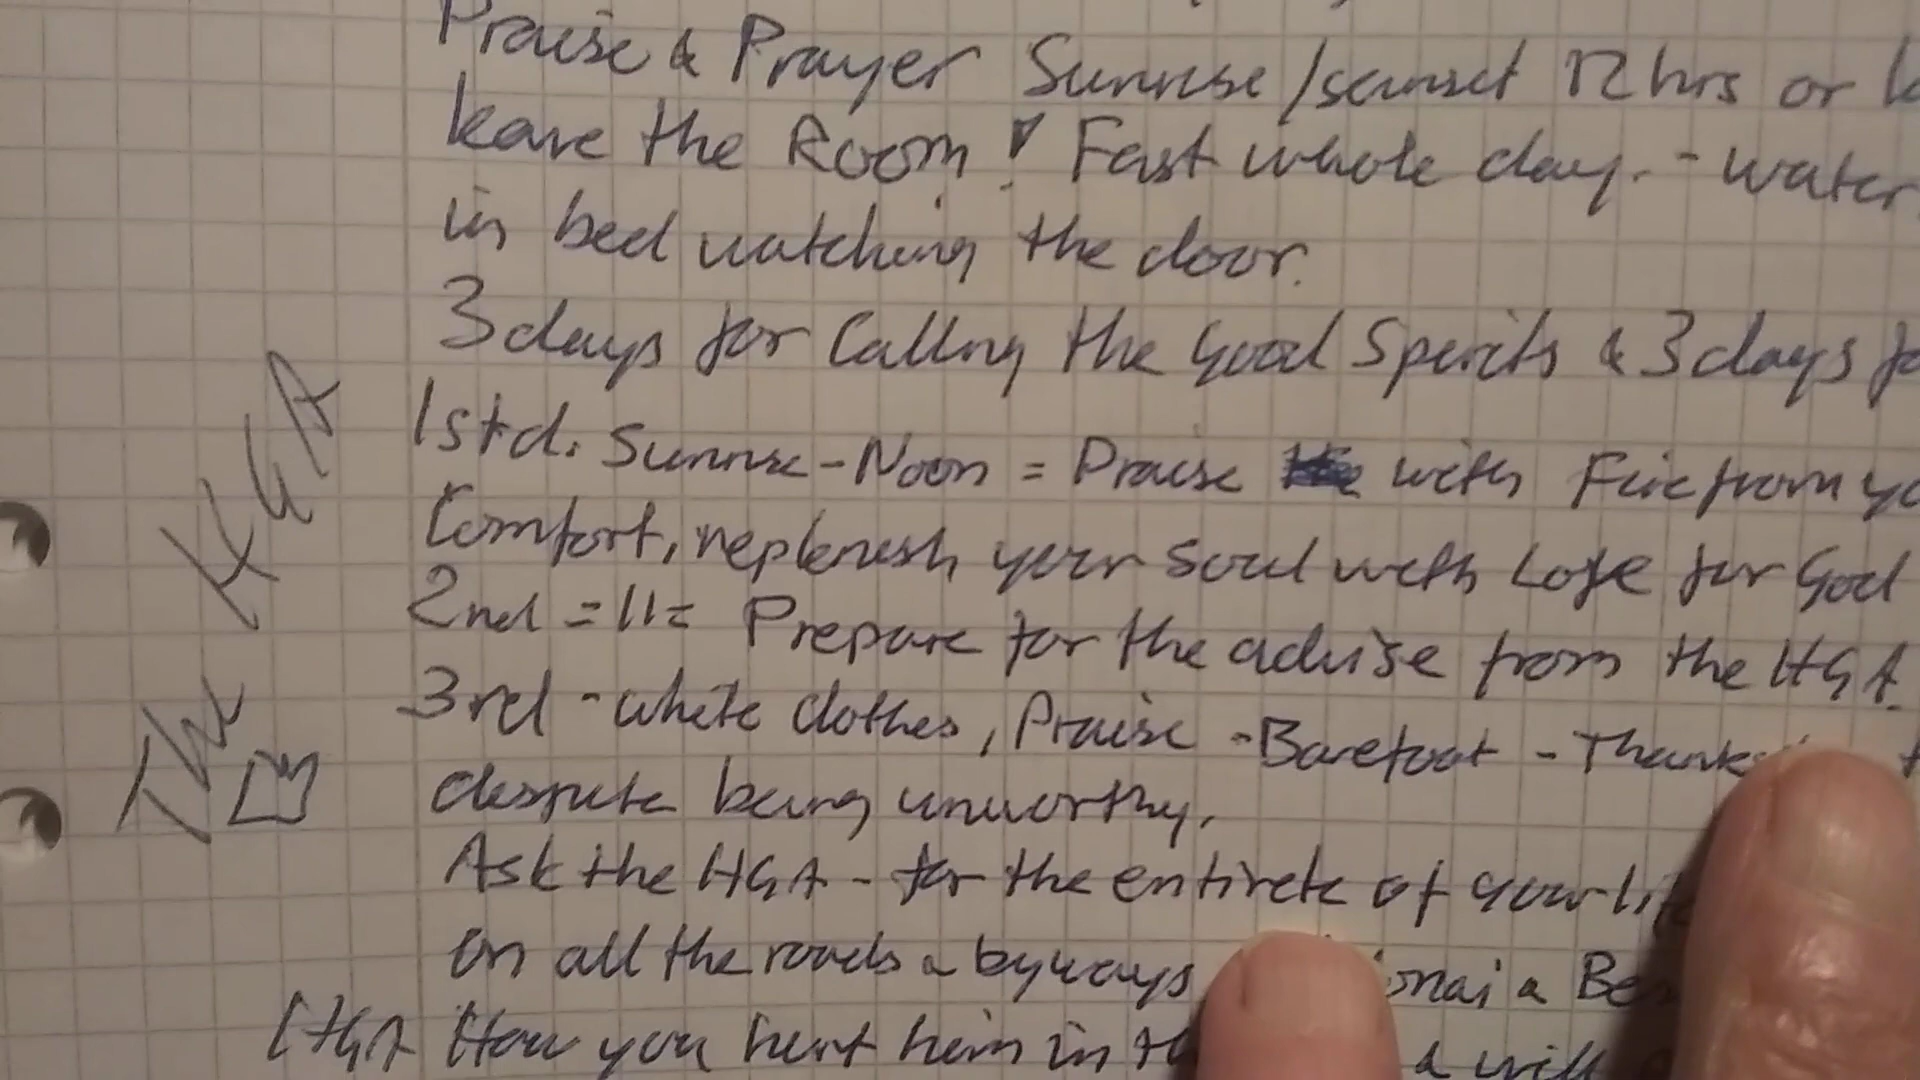 Praise & Prayer Sunrise/sunset 12 hrs or
leave the Room! Fast whole day. - water
in bed watching the door.
3 days for Calling the Good Spirits & 3 days
1st d. Sunrise - Noon = Praise with Fire from
Comfort, replenish your soul with Love for God
2nd = 11 = Prepare for the advise from the HGA.
3rd - white clothes, Praise - Barefoot -
despite being unworthy.
Ask the HGA - for the entirete of your
on all the roads & byways
HGA How you hurt him in & will
The HGA